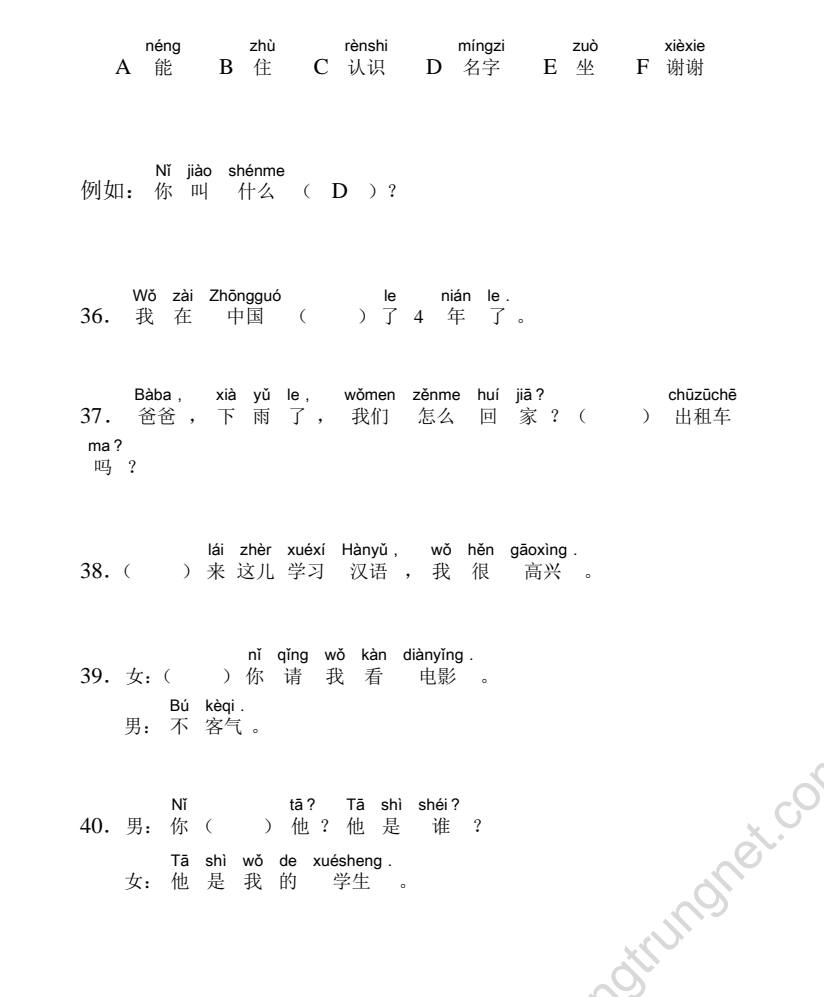 néng zhù rènshi míngzi zuò xièxie
A 能 B 住 C 认识 D 名字 E 坐 F 谢谢
Nǐ jiào shénme
例如： 你 叫 什么 （ D ）？
Wǒ zài Zhōngguó le nián le .
36. 我 在 中国 （ ）了 4 年 了 。
Bàba , xià yǔ le , wǒmen zěnme huí jiā ? chūzūchē
37. 爸爸 ， 下 雨 了 ， 我们 怎么 回 家 ？（ ） 出租车
ma ?
吗 ？
lái zhèr xuéxí Hànyǔ , wǒ hěn gāoxìng .
38.（ ） 来 这儿 学习 汉语 ， 我 很 高兴 。
nǐ qǐng wǒ kàn diànyǐng .
39. 女：（ ） 你 请 我 看 电影 。
Bú kèqi .
男： 不 客气 。
Nǐ tā ? Tā shì shéi ?
40. 男： 你 （ ） 他 ？ 他 是 谁 ？
Tā shì wǒ de xuésheng .
女： 他 是 我 的 学生 。